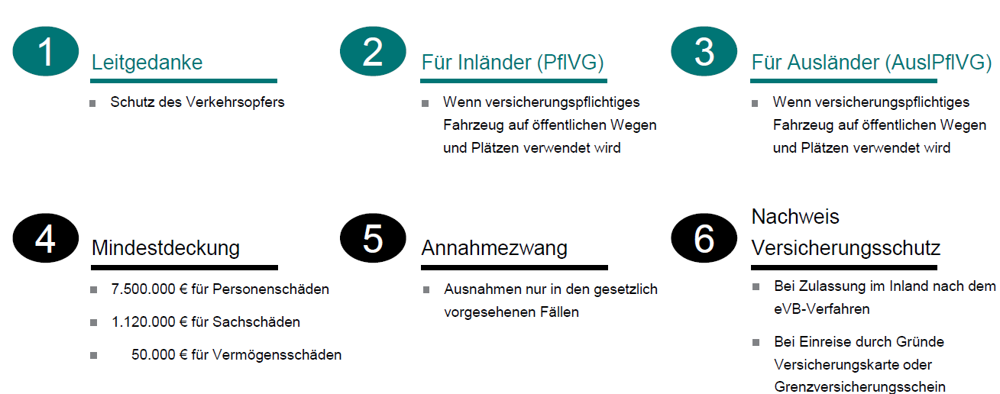 1
Leitgedanke
■ Schutz des Verkehrsopfers
2
Für Inländer (PflVG)
■ Wenn versicherungspflichtiges
Fahrzeug auf öffentlichen Wegen
und Plätzen verwendet wird
3
Für Ausländer (AuslPflVG)
■ Wenn versicherungspflichtiges
Fahrzeug auf öffentlichen Wegen
und Plätzen verwendet wird
4
Mindestdeckung
■ 7.500.000 € für Personenschäden
■ 1.120.000 € für Sachschäden
■ 50.000 € für Vermögensschäden
5
Annahmezwang
■ Ausnahmen nur in den gesetzlich
vorgesehenen Fällen
6
Nachweis
Versicherungsschutz
■ Bei Zulassung im Inland nach dem
eVB-Verfahren
■ Bei Einreise durch Gründe
Versicherungskarte oder
Grenzversicherungsschein